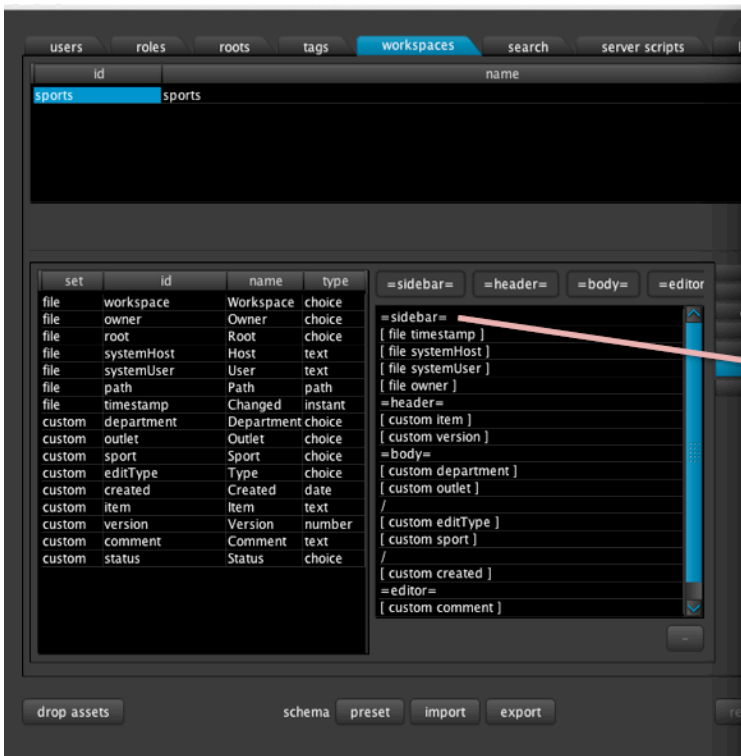 users roles roots tags workspaces search server scripts
id name
sports sports
set id name type
file workspace Workspace choice
file owner Owner choice
file root Root choice
file systemHost Host text
file systemUser User text
file path Path path
file timestamp Changed instant
custom department Department choice
custom outlet Outlet choice
custom sport Sport choice
custom editType Type choice
custom created Created date
custom item Item text
custom version Version number
custom comment Comment text
custom status Status choice
=sidebar= =header= =body= =editor
=sidebar=
[ file timestamp ]
[ file systemHost ]
[ file systemUser ]
[ file owner ]
=header=
[ custom item ]
[ custom version ]
=body=
[ custom department ]
[ custom outlet ]
/
[ custom editType ]
[ custom sport ]
/
[ custom created ]
=editor=
[ custom comment ]
-
drop assets schema preset import export re